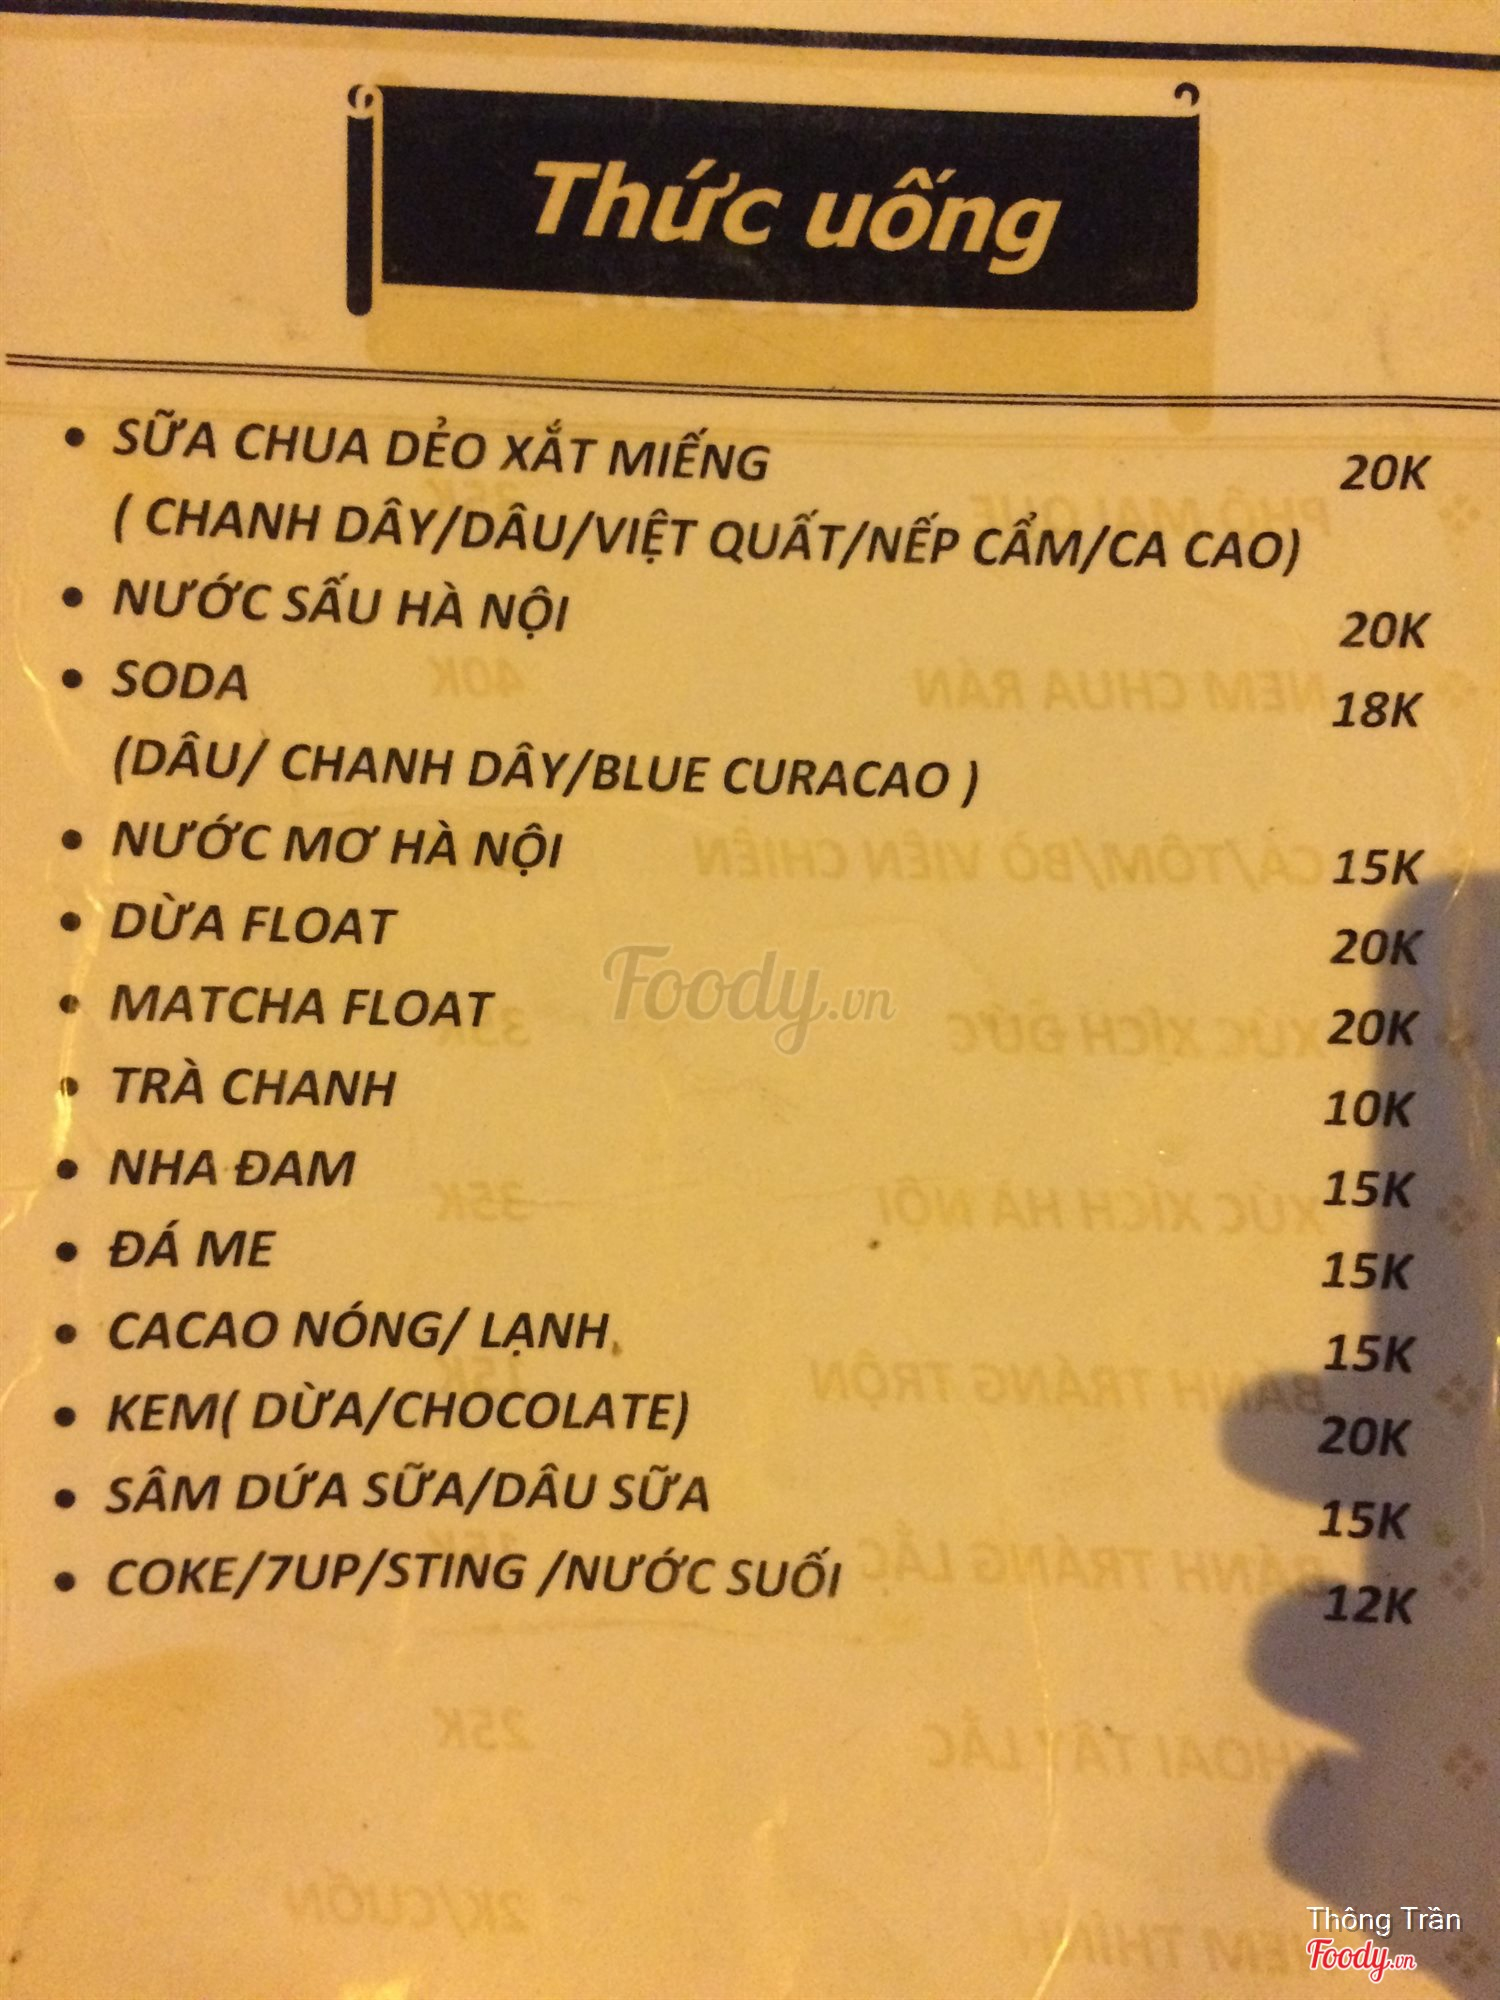 Thức uống
• SỮA CHUA DẺO XẮT MIẾNG 20K
( CHANH DÂY/DÂU/VIỆT QUẤT/NẾP CẨM/CA CAO)
• NƯỚC SẤU HÀ NỘI 20K
• SODA 18K
(DÂU/ CHANH DÂY/BLUE CURACAO )
• NƯỚC MƠ HÀ NỘI 15K
• DỪA FLOAT 20K
• MATCHA FLOAT 20K
• TRÀ CHANH 10K
• NHA ĐAM 15K
• ĐÁ ME 15K
• CACAO NÓNG/ LẠNH 15K
• KEM( DỪA/CHOCOLATE) 20K
• SÂM DỨA SỮA/DÂU SỮA 15K
• COKE/7UP/STING /NƯỚC SUỐI 12K
Foody.vn
Thông Trần
Foody.vn